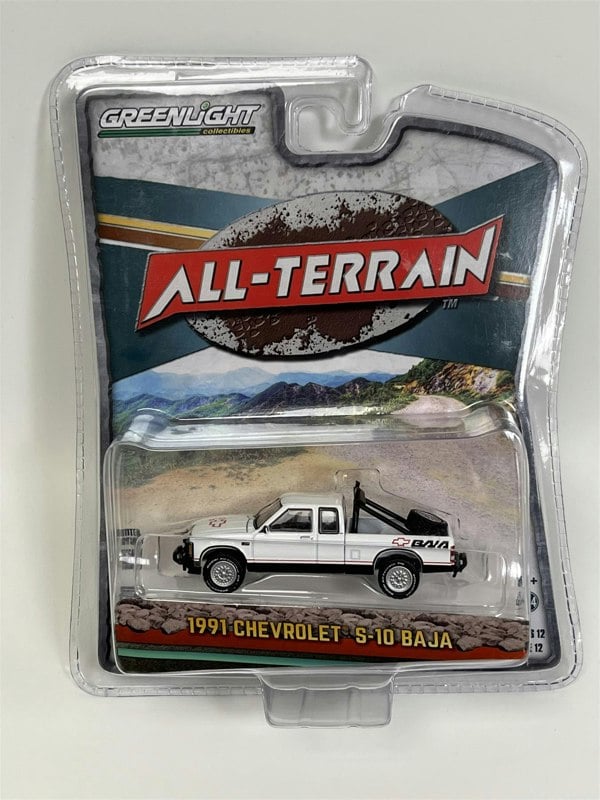 GREENLiGHT
collectibles
ALL-TERRAIN
TM
BAJA
1991 CHEVROLET S-10 BAJA